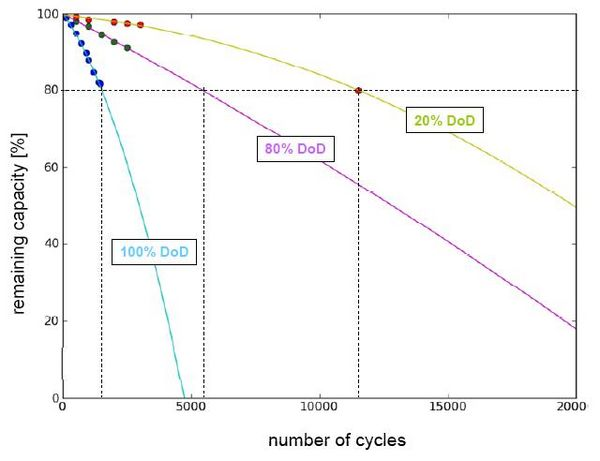 100
80
60
40
20
0
remaining capacity [%]
20% DoD
80% DoD
100% DoD
0
5000
10000
15000
2000
number of cycles